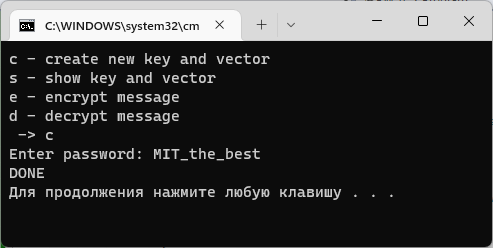 C:\WINDOWS\system32\cm
c - create new key and vector
s - show key and vector
e - encrypt message
d - decrypt message
-> c
Enter password: MIT_the_best
DONE
Для продолжения нажмите любую клавишу . . .